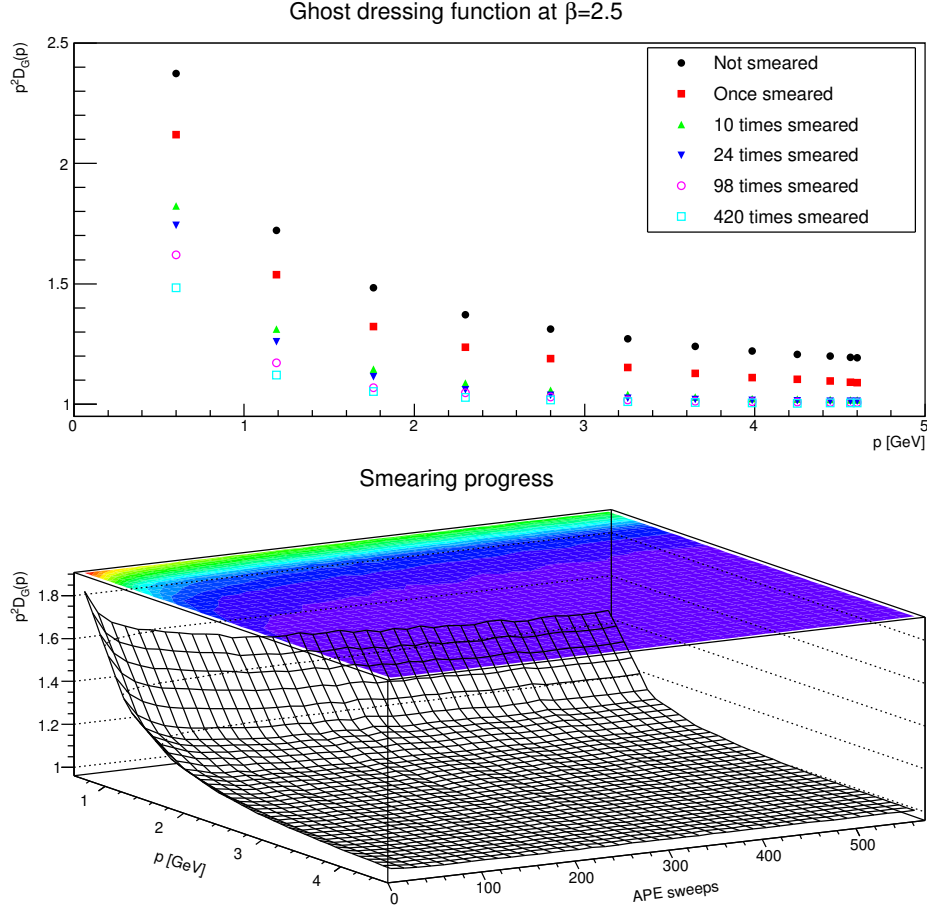 Ghost dressing function at β=2.5
p²D_G(p)
2.5
2
1.5
1
Not smeared
Once smeared
10 times smeared
24 times smeared
98 times smeared
420 times smeared
0 1 2 3 4 5
p [GeV]
Smearing progress
p²D_G(p)
1.8
1.6
1.4
1.2
1
1
2
3
4
p [GeV]
0
100
200
300
400
500
APE sweeps